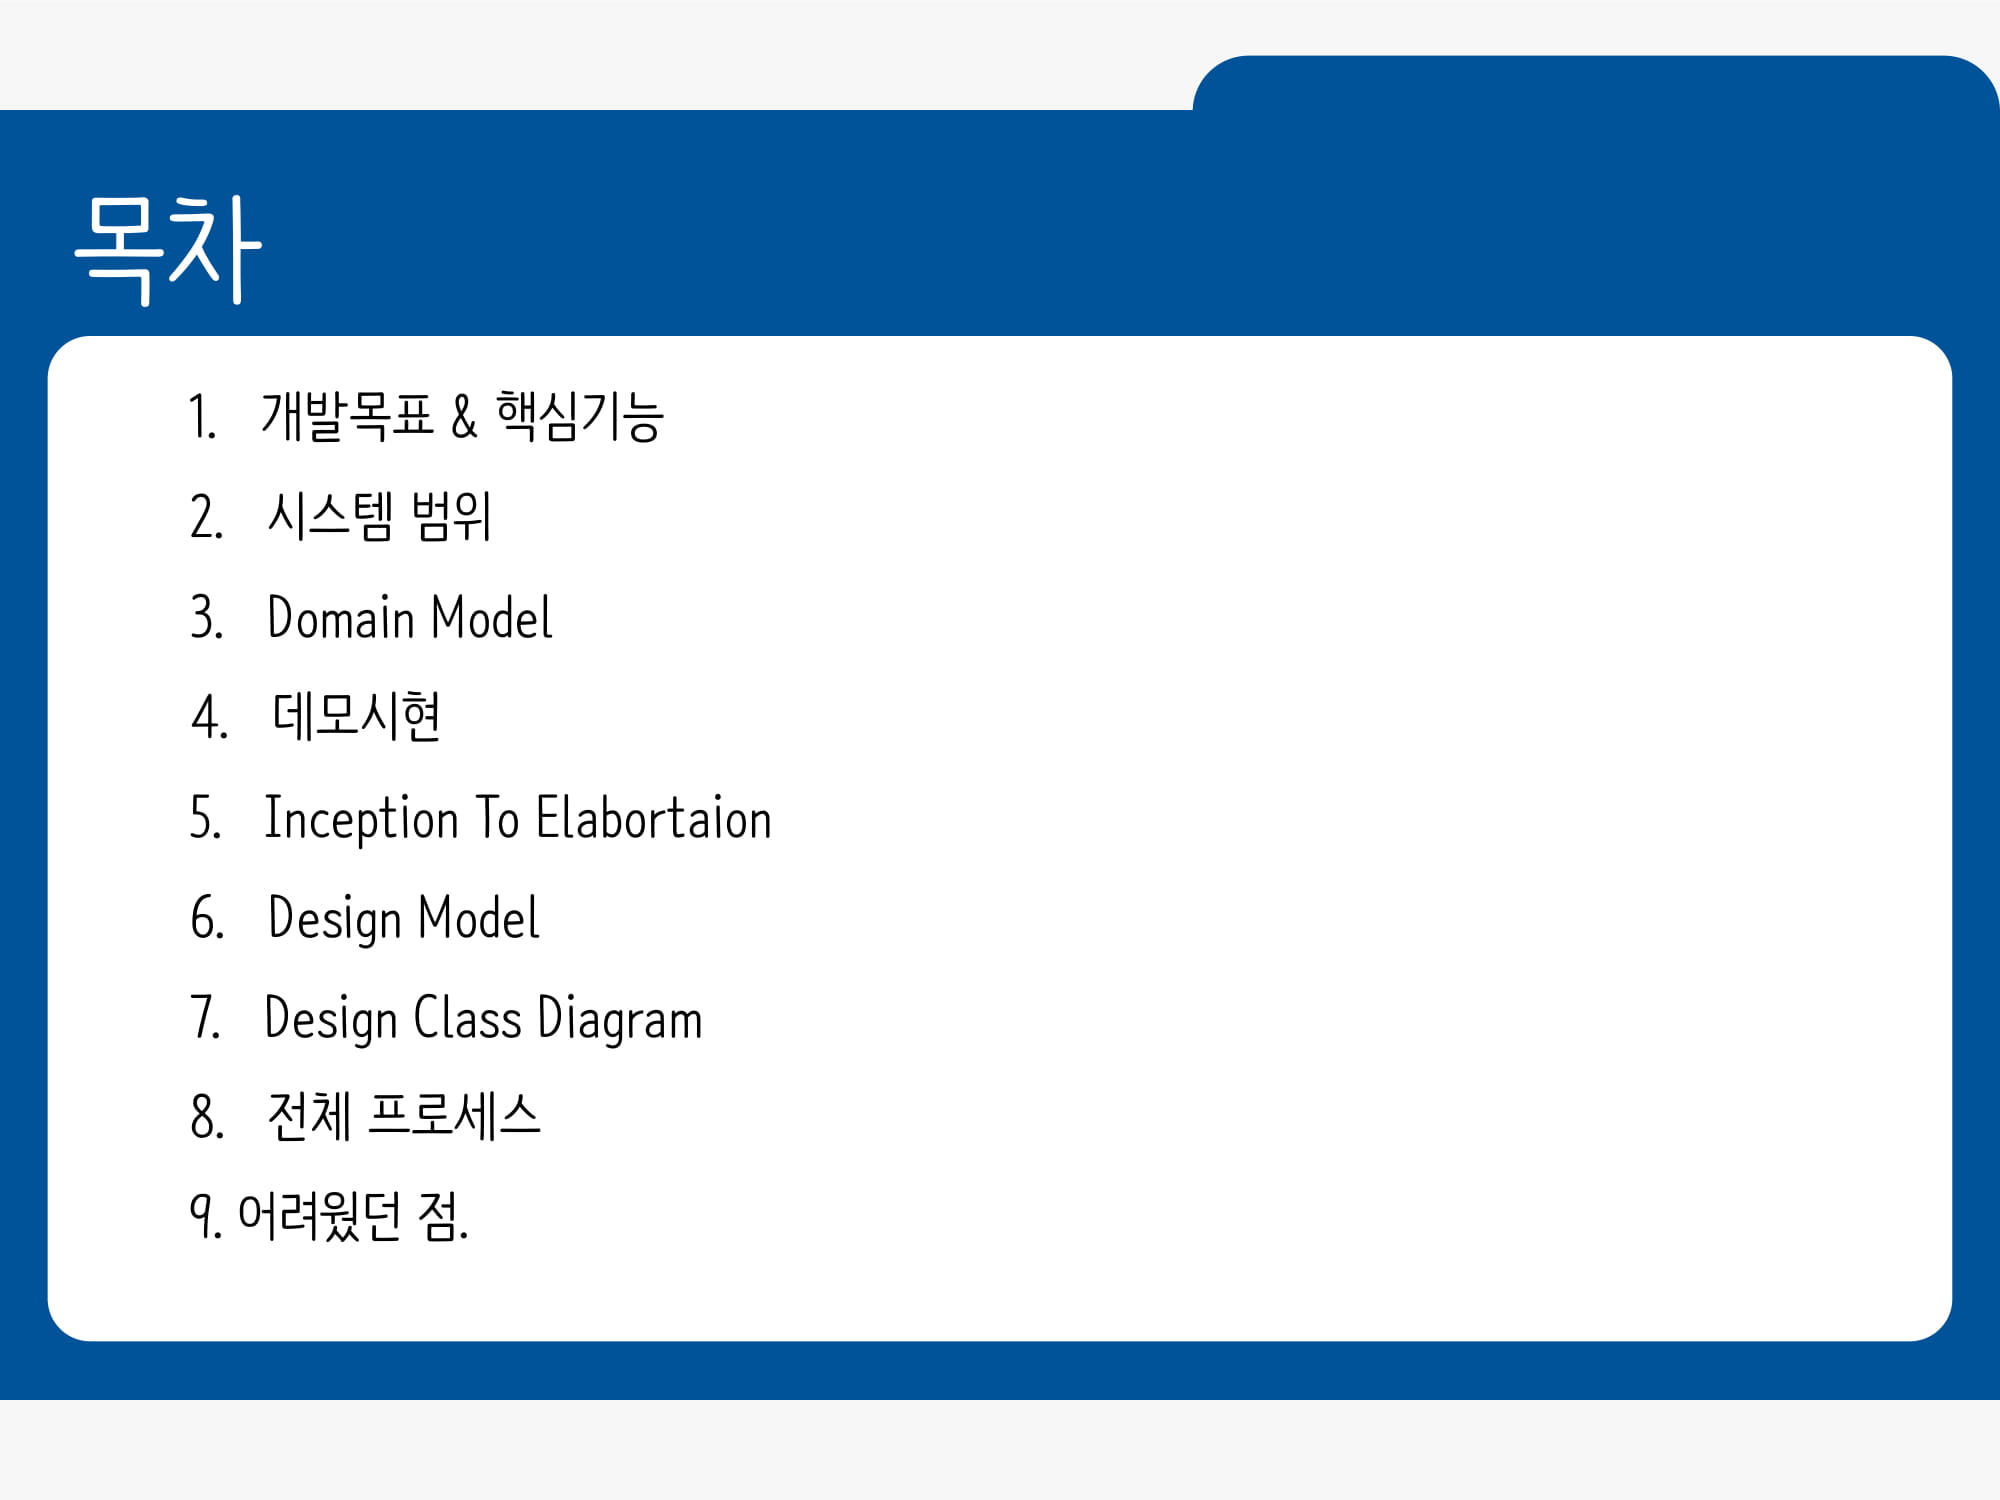 목차
1. 개발목표 & 핵심기능
2. 시스템 범위
3. Domain Model
4. 데모시현
5. Inception To Elabortaion
6. Design Model
7. Design Class Diagram
8. 전체 프로세스
9. 어려웠던 점.